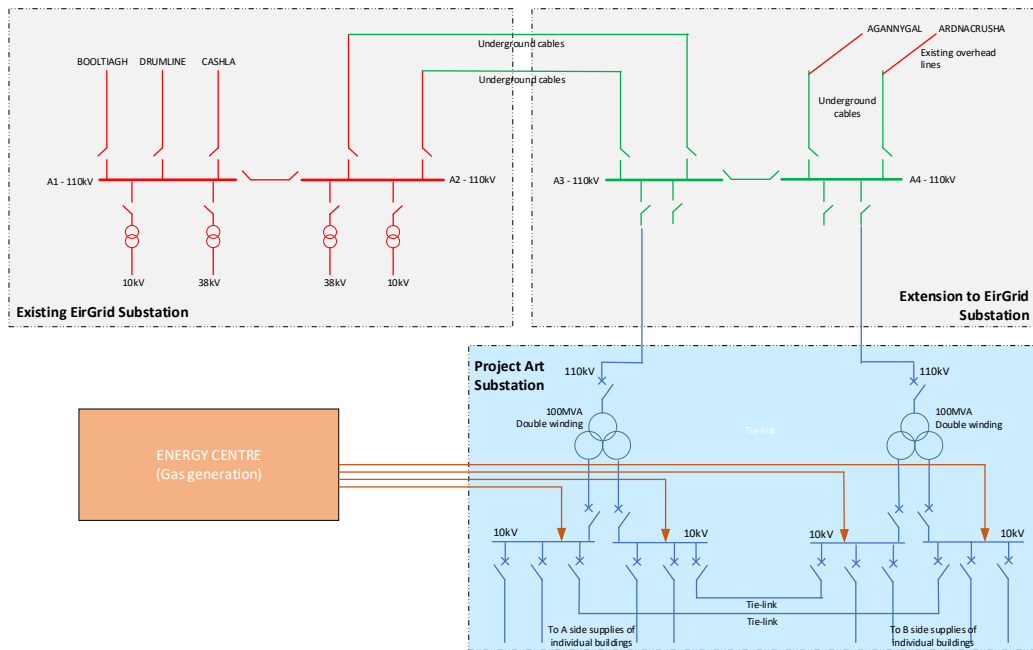 AGANNYGAL
ARDNACRUSHA
Underground cables
BOOLTIAGH
DRUMLINE
CASHLA
Existing overhead
lines
Underground
cables
Underground
cables
A1 - 110kV
A2 - 110kV
A3 - 110kV
A4 - 110kV
10kV
38kV
38kV
10kV
Existing EirGrid Substation
Extension to EirGrid
Substation
Project Art
Substation
110kV
110kV
100MVA
Double winding
Tie-link
100MVA
Double winding
ENERGY CENTRE
(Gas generation)
10kV
10kV
10kV
10kV
Tie-link
Tie-link
To A side supplies of
individual buildings
To B side supplies of
individual buildings